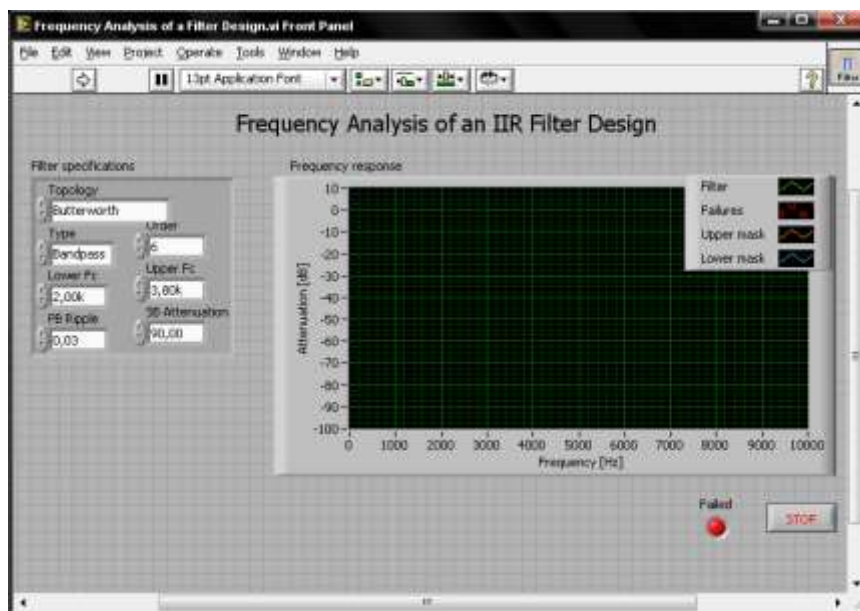 Frequency Analysis of a Filter Design.vi Front Panel
File Edit View Project Operate Tools Window Help
13pt Application Font
Frequency Analysis of an IIR Filter Design
Filter specifications
Topology
Butterworth
Type
Bandpass
Order
6
Lower Fc
2,00k
Upper Fc
3,80k
PB Ripple
0,03
SB Attenuation
90,00
Frequency response
Attenuation [dB]
10
0
-10
-20
-30
-40
-50
-60
-70
-80
-90
-100
0 1000 2000 3000 4000 5000 6000 7000 8000 9000 10000
Frequency [Hz]
Filter
Failures
Upper mask
Lower mask
Failed
STOP